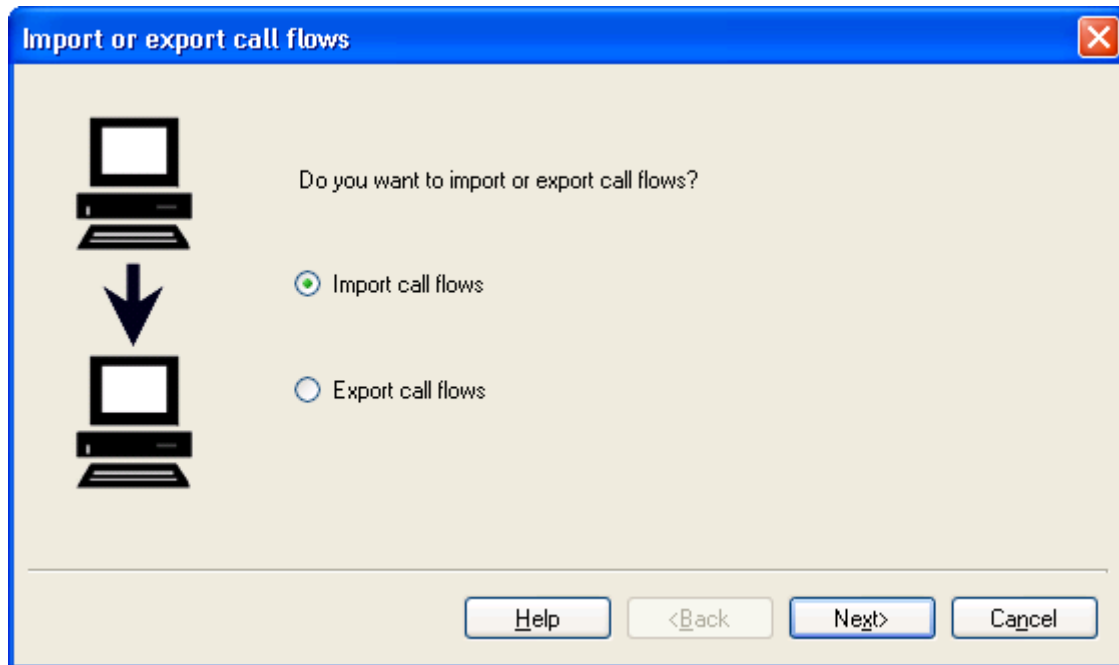 Import or export call flows
Do you want to import or export call flows?
Import call flows
Export call flows
Help <Back Next> Cancel